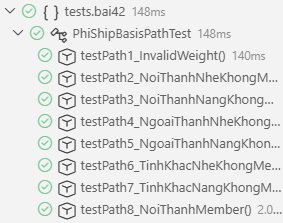 tests.bai42 148ms
PhiShipBasisPathTest 148ms
testPath1_InvalidWeight() 140ms
testPath2_NoiThanhNheKhongM...
testPath3_NoiThanhNangKhong...
testPath4_NgoaiThanhNheKhong...
testPath5_NgoaiThanhNangKhon...
testPath6_TinhKhacNheKhongMe...
testPath7_TinhKhacNangKhongM...
testPath8_NoiThanhMember() 2.0...